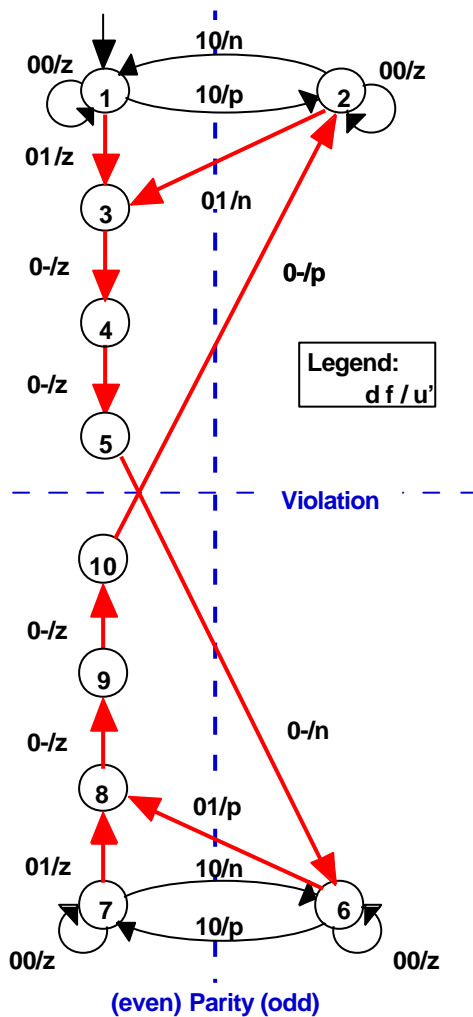 10/n
00/z
00/z
1
2
10/p
01/z
01/n
3
0-/z
0-/p
4
Legend:
d f / u'
0-/z
5
Violation
10
0-/z
9
0-/z
0-/n
8
01/p
01/z
10/n
7
6
10/p
00/z
00/z
(even) Parity (odd)